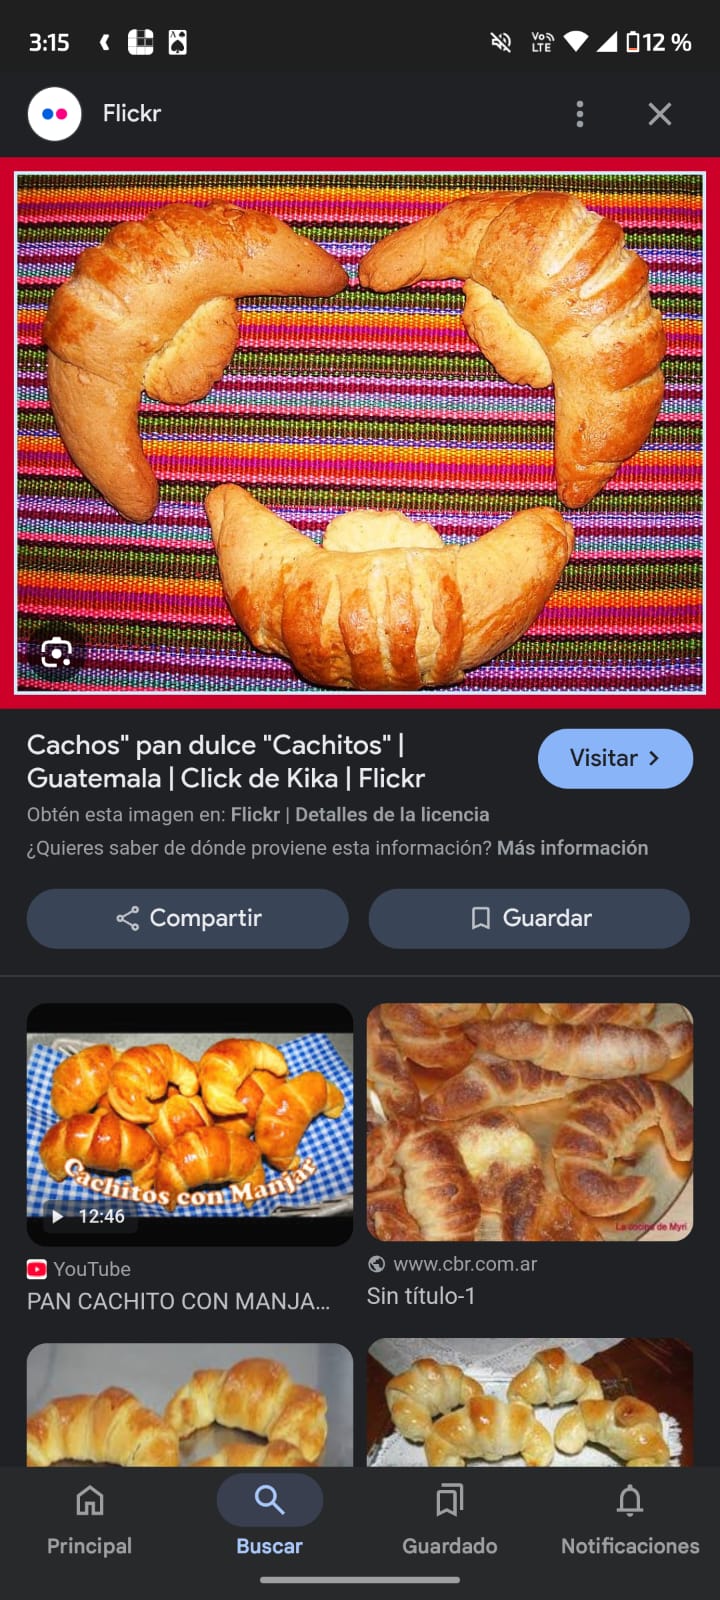 3:15
Vo
LTE
12 %
Flickr
Cachos" pan dulce "Cachitos" |
Guatemala | Click de Kika | Flickr
Visitar
Obtén esta imagen en: Flickr | Detalles de la licencia
¿Quieres saber de dónde proviene esta información? Más información
Compartir
Guardar
Cachitos con Manjar
12:46
La cocina de Myri
YouTube
PAN CACHITO CON MANJA...
www.cbr.com.ar
Sin título-1
Principal
Buscar
Guardado
Notificaciones